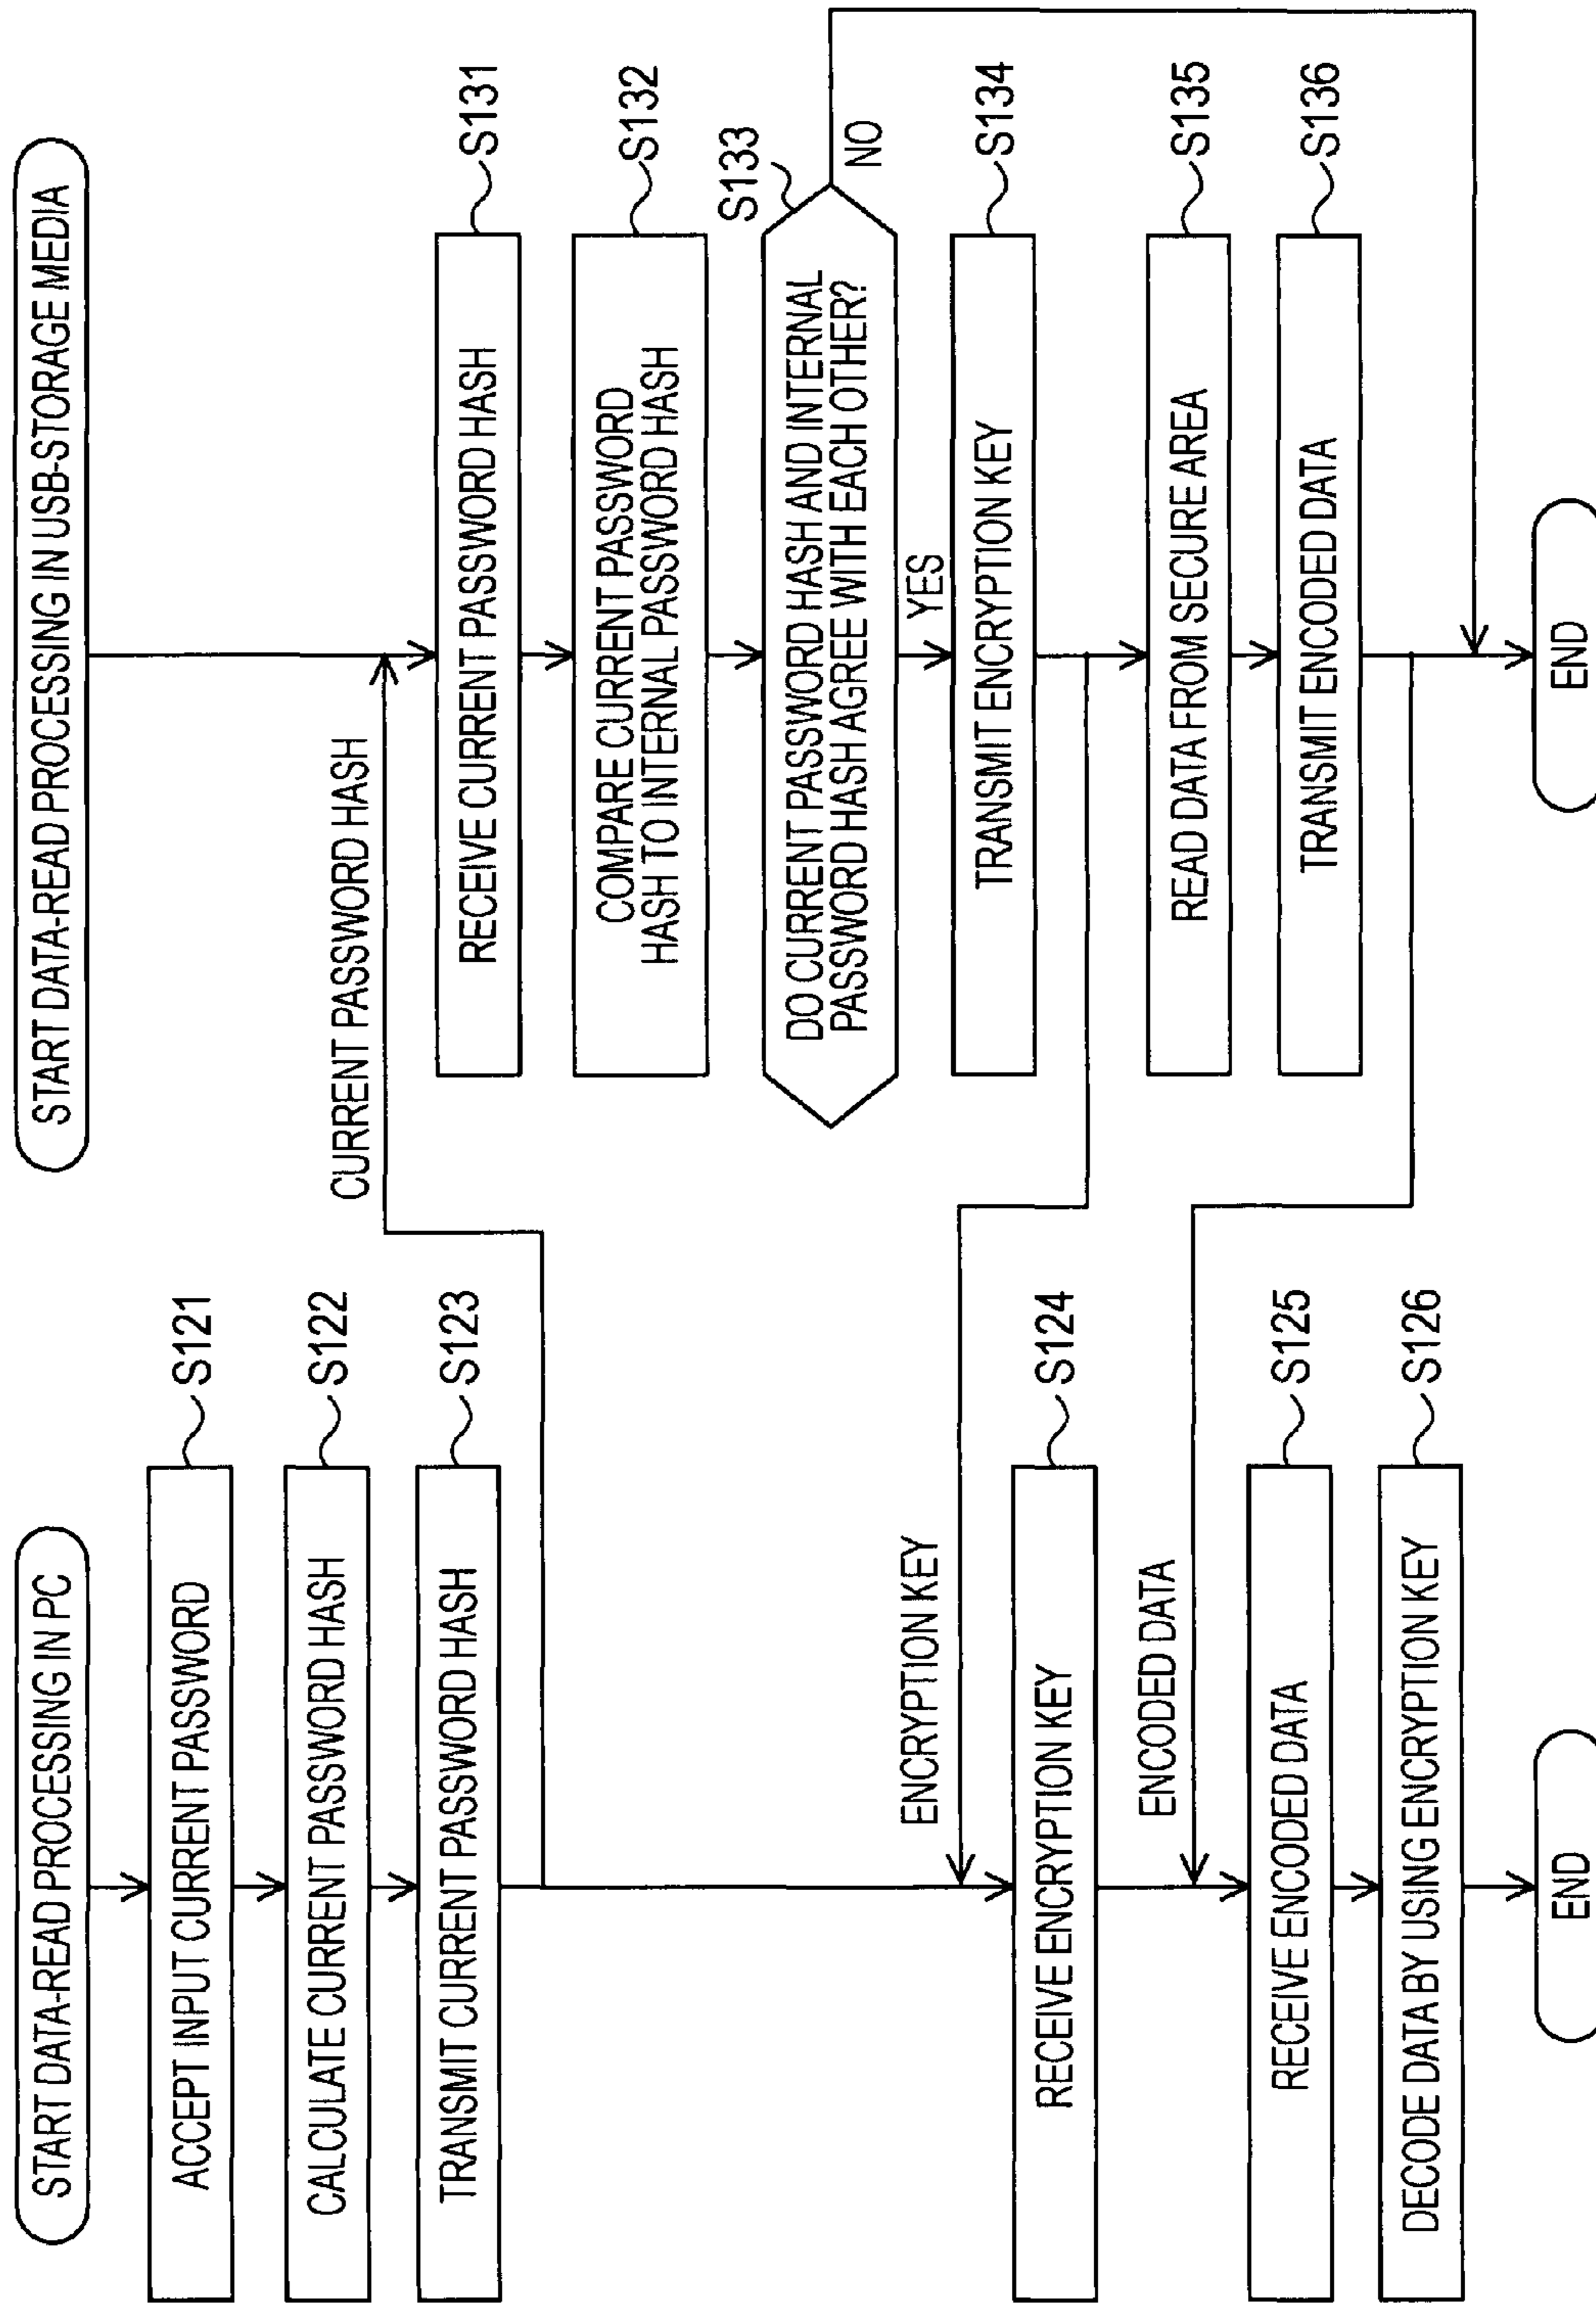 START DATA-READ PROCESSING IN PC
ACCEPT INPUT CURRENT PASSWORD
S121
CALCULATE CURRENT PASSWORD HASH
S122
TRANSMIT CURRENT PASSWORD HASH
S123
ENCRYPTION KEY
RECEIVE ENCRYPTION KEY
S124
ENCODED DATA
RECEIVE ENCODED DATA
S125
DECODE DATA BY USING ENCRYPTION KEY
S126
END
START DATA-READ PROCESSING IN USB-STORAGE MEDIA
CURRENT PASSWORD HASH
RECEIVE CURRENT PASSWORD HASH
S131
COMPARE CURRENT PASSWORD
HASH TO INTERNAL PASSWORD HASH
S132
S133
DO CURRENT PASSWORD HASH AND INTERNAL
PASSWORD HASH AGREE WITH EACH OTHER?
NO
YES
TRANSMIT ENCRYPTION KEY
S134
READ DATA FROM SECURE AREA
S135
TRANSMIT ENCODED DATA
S136
END